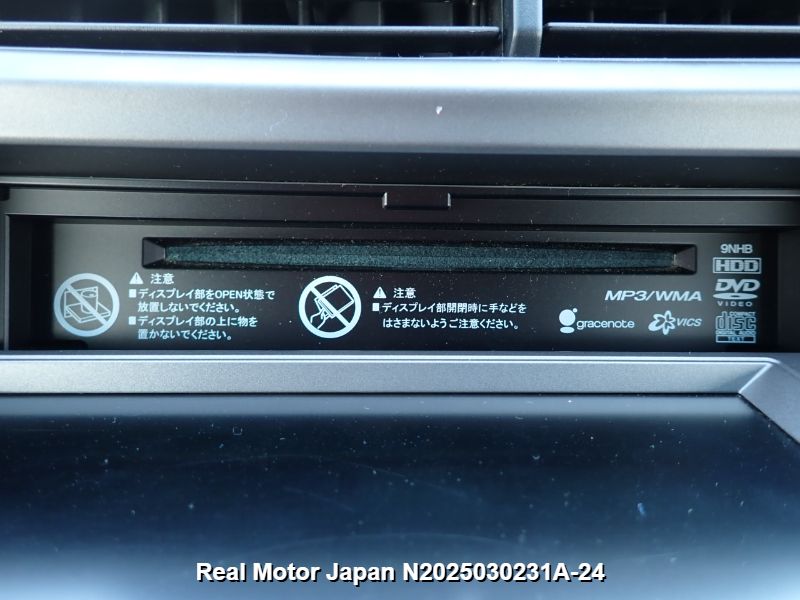 ⚠ 注意
■ディスプレイ部をOPEN状態で
放置しないでください。
■ディスプレイ部の上に物を
置かないでください。
⚠ 注意
■ディスプレイ部開閉時に手などを
はさまないようご注意ください。
MP3/WMA
gracenote
VICS
9NHB
HDD
DVD
VIDEO
COMPACT
disc
DIGITAL AUDIO
TEXT
Real Motor Japan N2025030231A-24